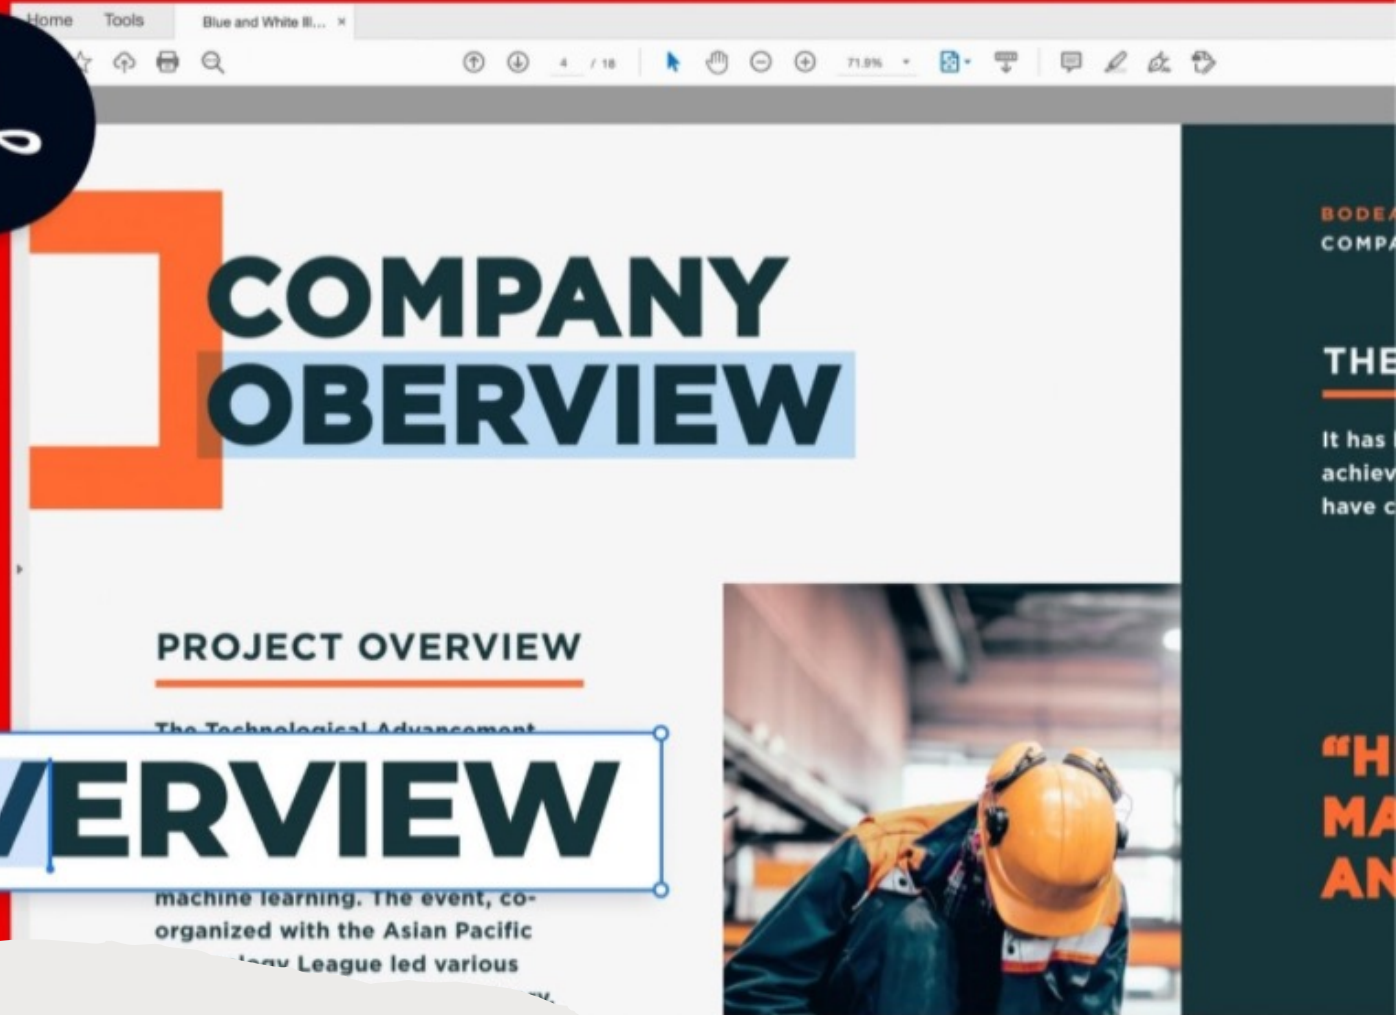 Home Tools Blue and White Ill... ×
4 / 18 71.9%
COMPANY
OBERVIEW
PROJECT OVERVIEW
The Technological Advancement
VERVIEW
machine learning. The event, co-
organized with the Asian Pacific
League led various
BODEA
COMPA
THE
It has
achiev
have c
“H
MA
AN